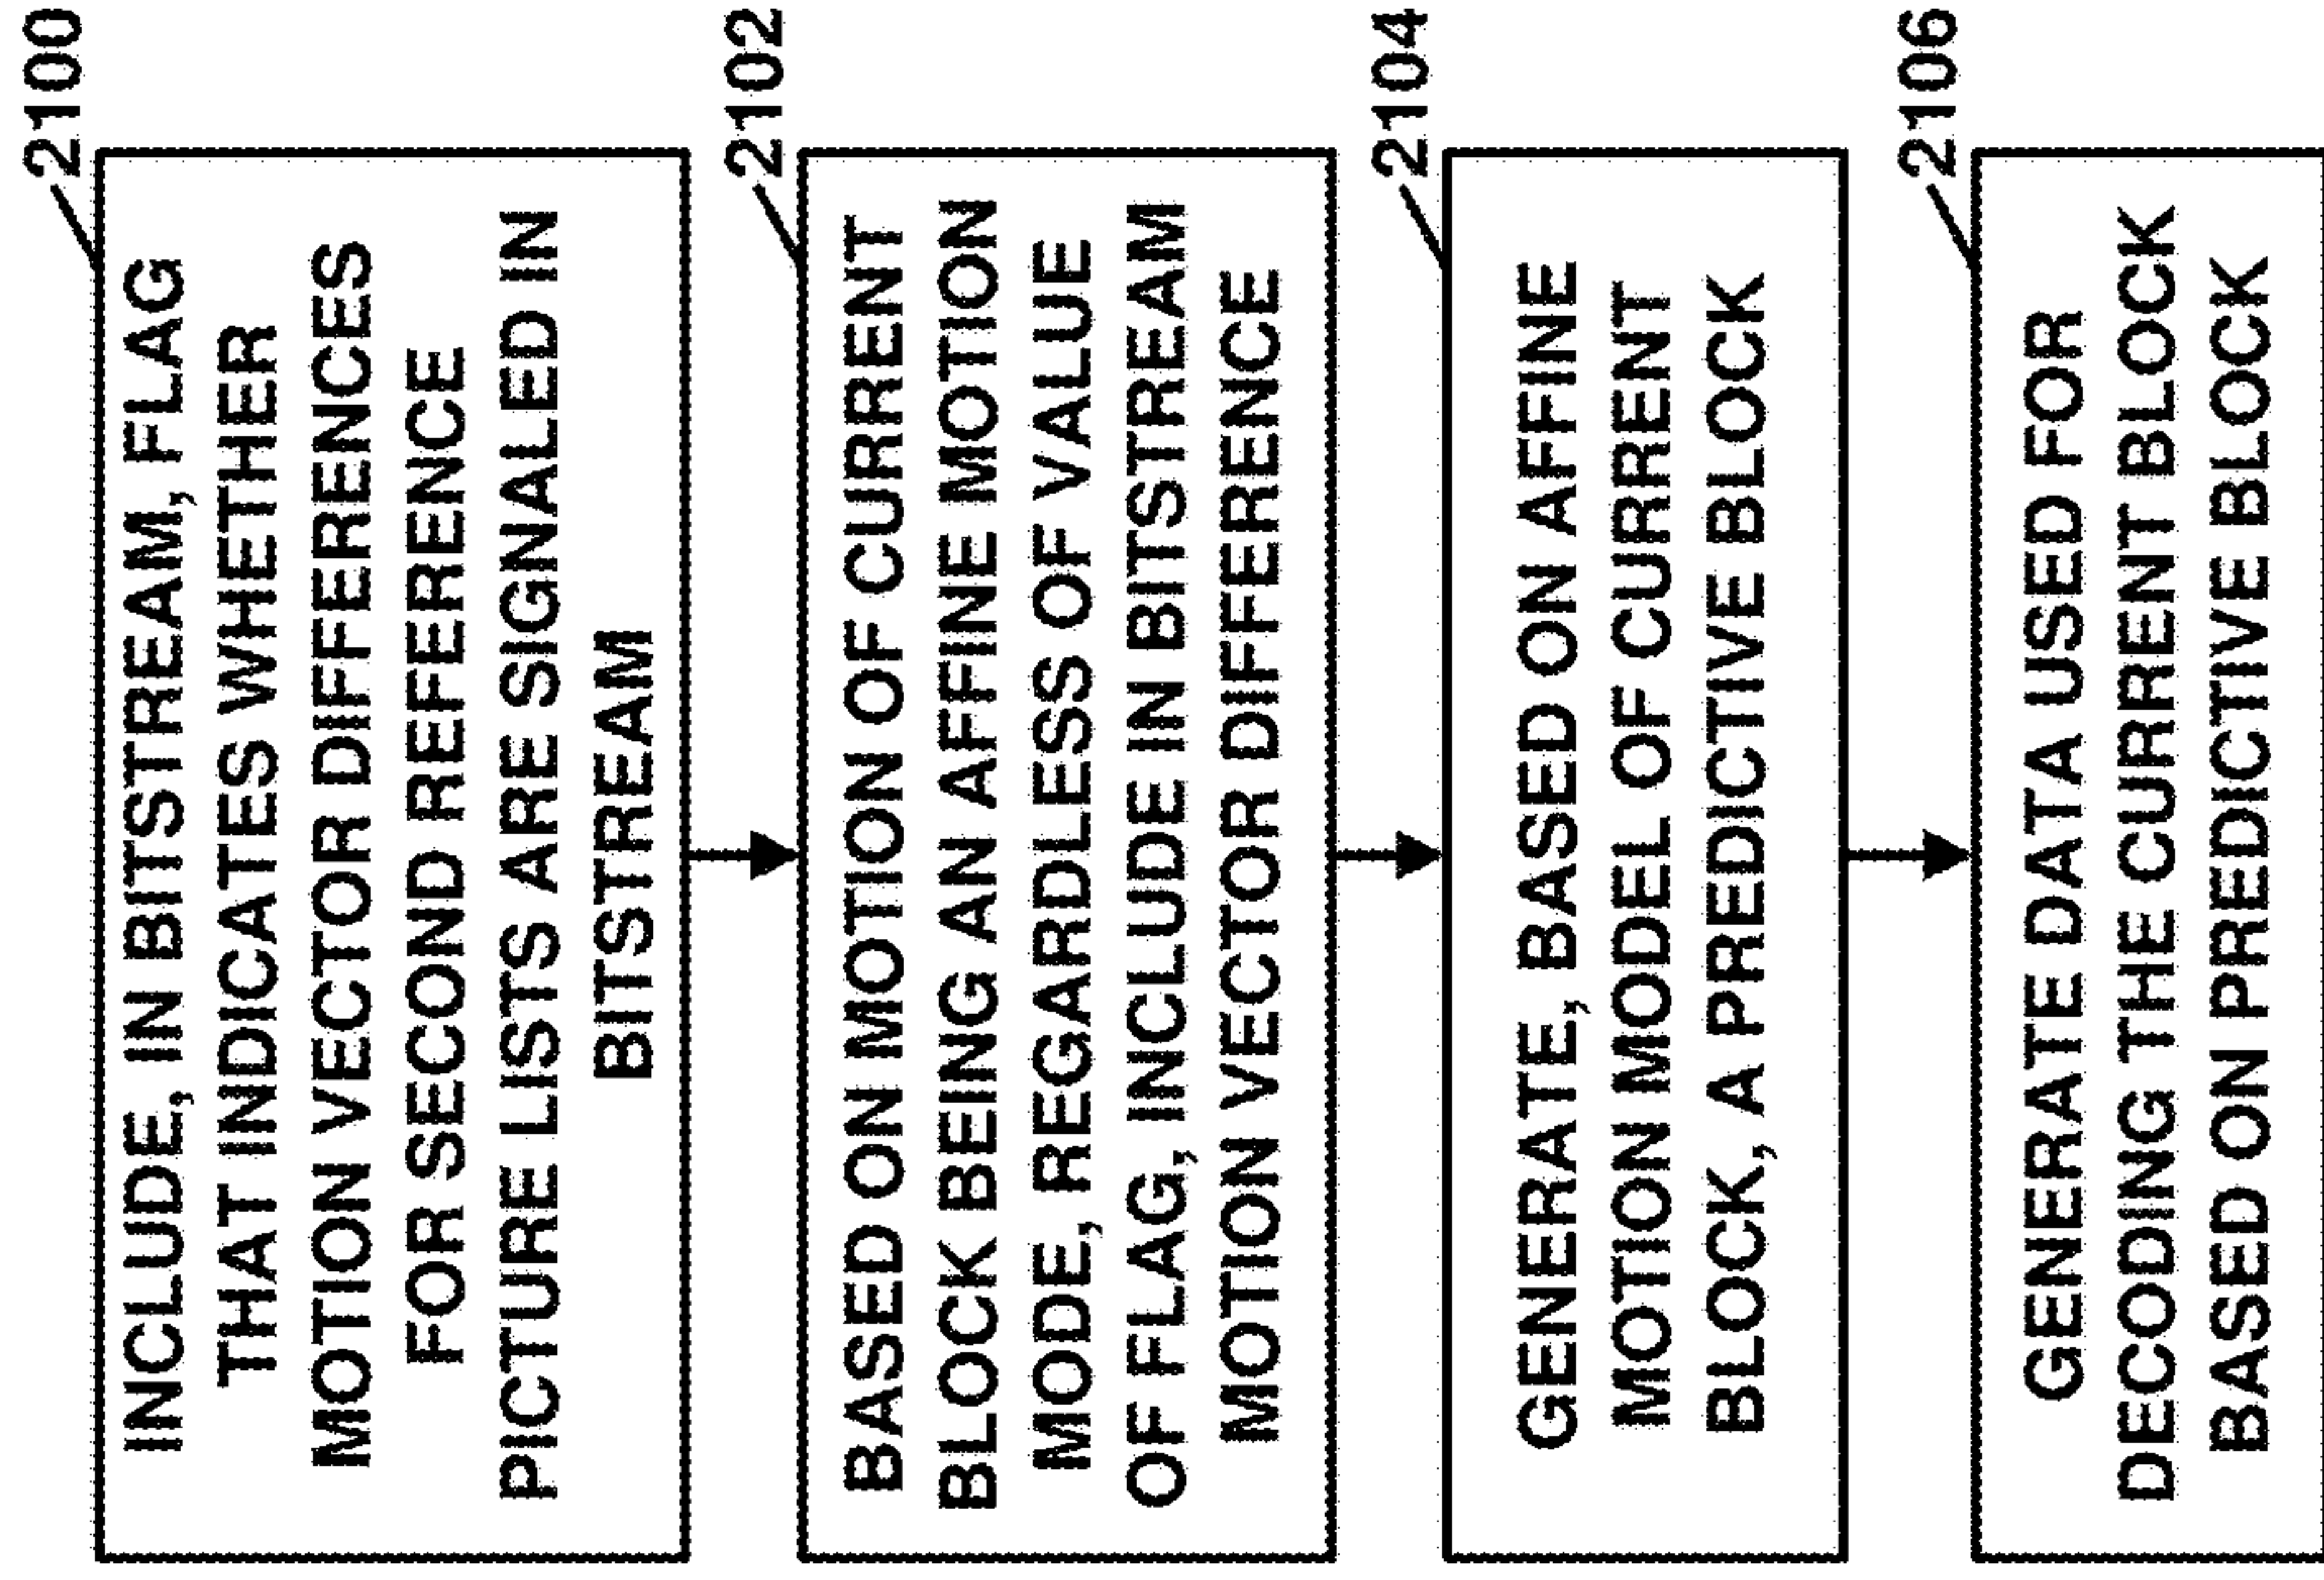 2100
INCLUDE, IN BITSTREAM, FLAG
THAT INDICATES WHETHER
MOTION VECTOR DIFFERENCES
FOR SECOND REFERENCE
PICTURE LISTS ARE SIGNALED IN
BITSTREAM
2102
BASED ON MOTION OF CURRENT
BLOCK BEING AN AFFINE MOTION
MODE, REGARDLESS OF VALUE
OF FLAG, INCLUDE IN BITSTREAM
MOTION VECTOR DIFFERENCE
2104
GENERATE, BASED ON AFFINE
MOTION MODEL OF CURRENT
BLOCK, A PREDICTIVE BLOCK
2106
GENERATE DATA USED FOR
DECODING THE CURRENT BLOCK
BASED ON PREDICTIVE BLOCK